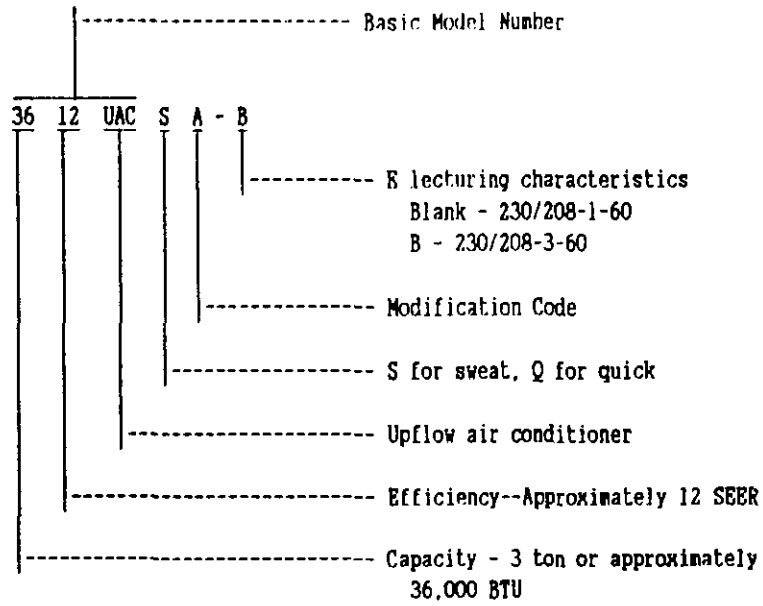 Basic Model Number
36 12 UAC S A - B
E lecturing characteristics
Blank - 230/208-1-60
B - 230/208-3-60
Modification Code
S for sweat, Q for quick
Upflow air conditioner
Efficiency--Approximately 12 SEER
Capacity - 3 ton or approximately
36,000 BTU